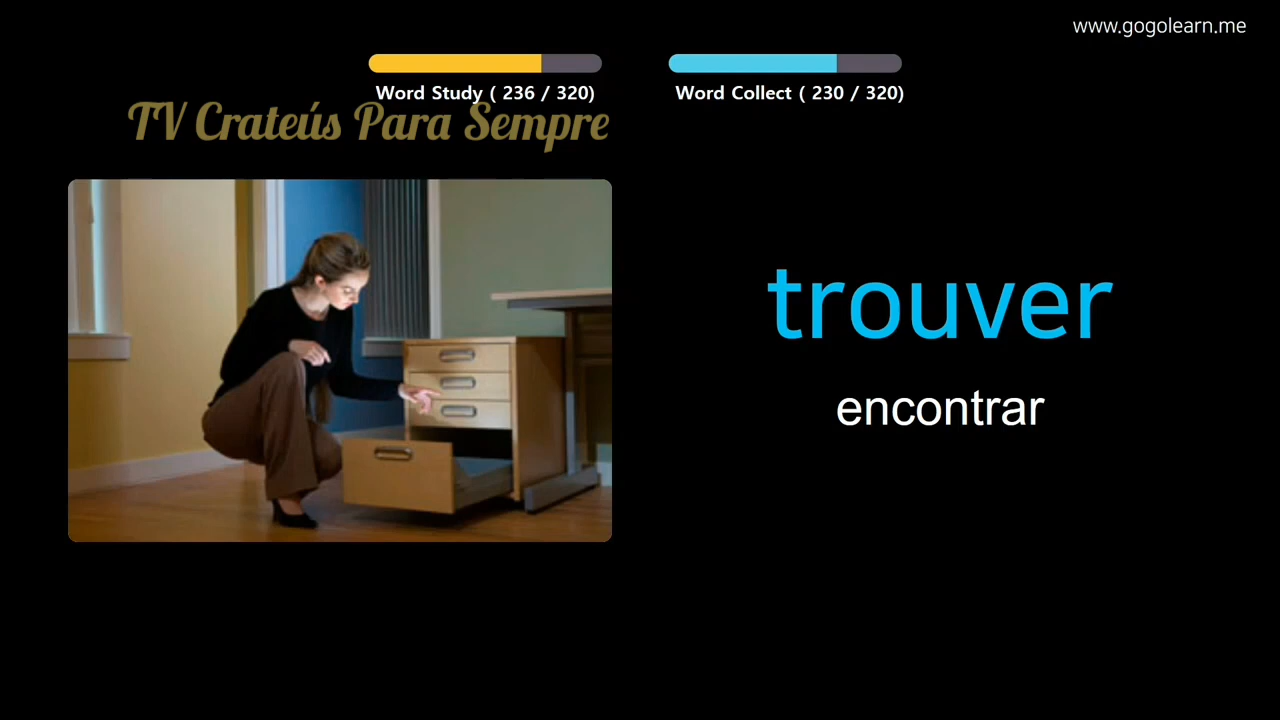 www.gogolearn.me
Word Study ( 236 / 320)
Word Collect ( 230 / 320)
TV Crateús Para Sempre
trouver
encontrar